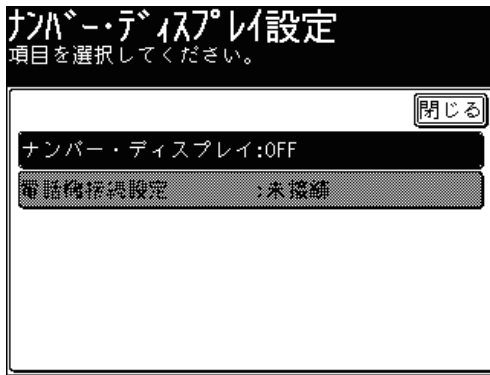 ﾅﾝﾊﾞｰ･ﾃﾞｨｽﾌﾟﾚｲ設定
項目を選択してください。
閉じる
ナンバー・ディスプレイ:OFF
電話機接続設定 :未接続